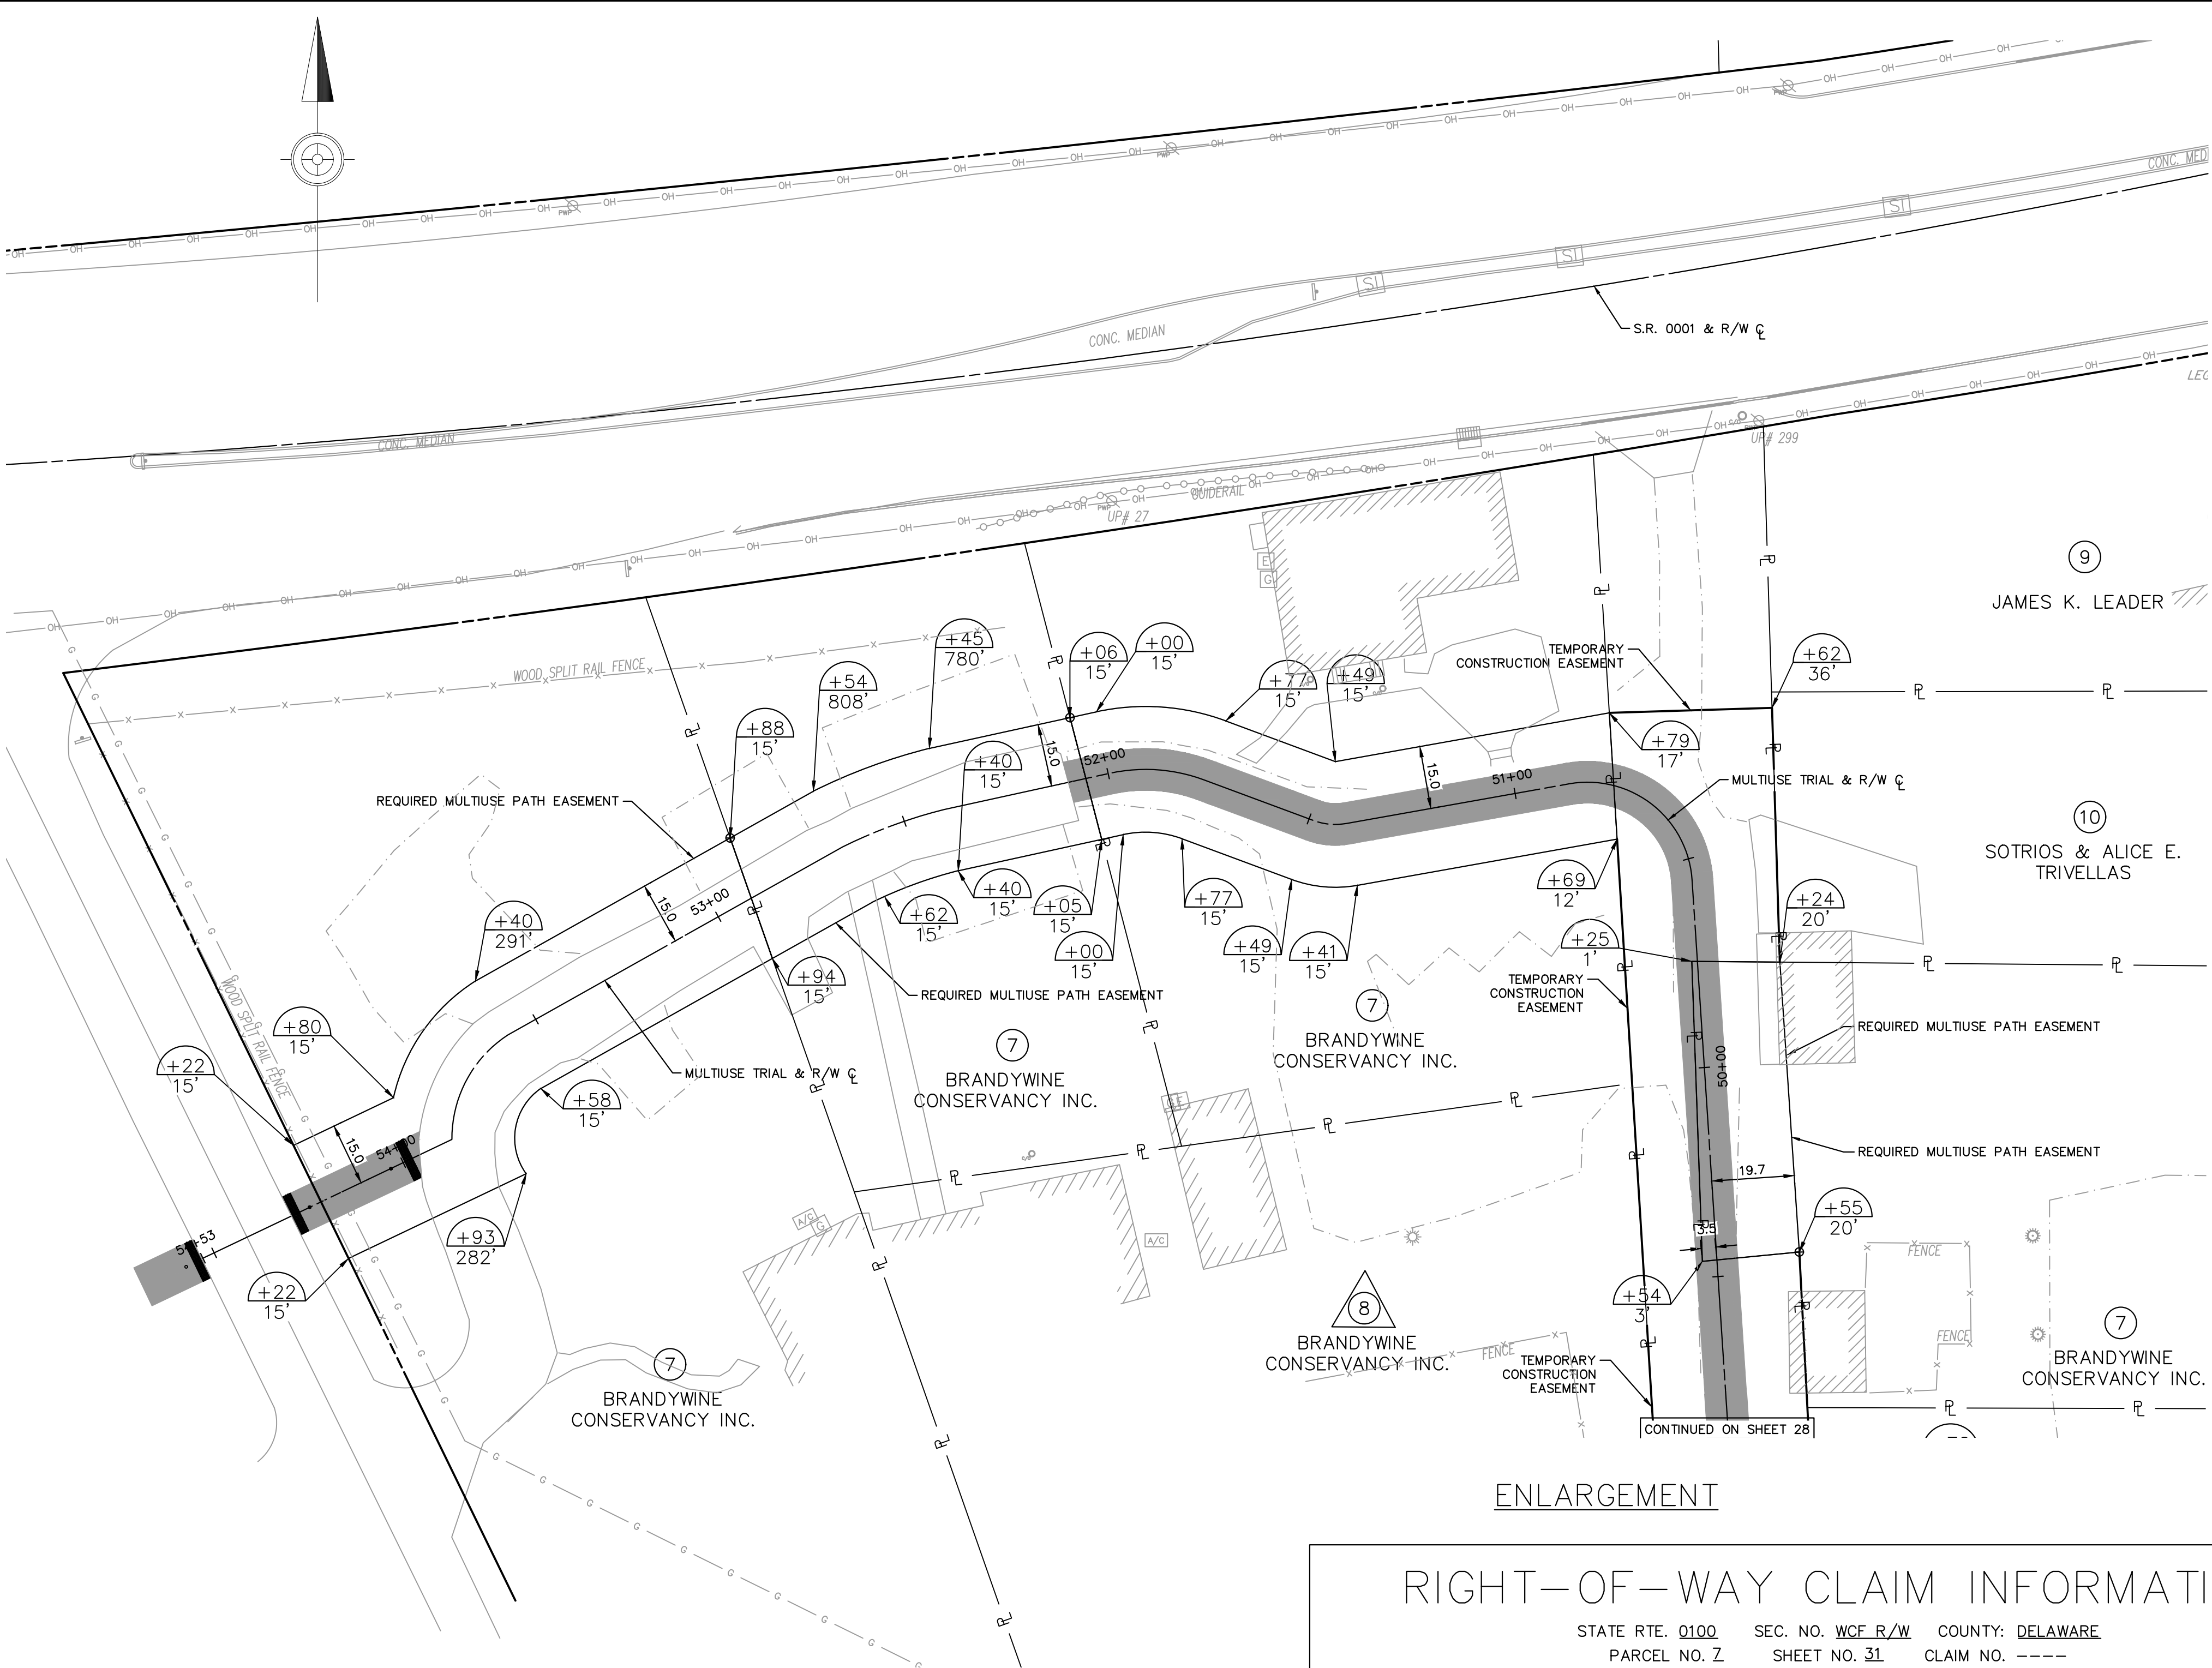 CONC. MED
SI
SI
SI
CONC. MEDIAN
S.R. 0001 & R/W ℄
CONC. MEDIAN
LEG
UP# 299
GUIDERAIL
UP# 27
9
JAMES K. LEADER
E
G
WOOD SPLIT RAIL FENCE
+45
780'
+06
15'
+00
15'
TEMPORARY
CONSTRUCTION EASEMENT
+62
36'
+54
808'
+77
15'
+49
15'
+88
15'
+79
17'
+40
15'
15.0
52+00
15.0
51+00
MULTIUSE TRIAL & R/W ℄
REQUIRED MULTIUSE PATH EASEMENT
10
SOTRIOS & ALICE E.
TRIVELLAS
15.0
53+00
+69
12'
+24
20'
+40
291'
+62
15'
+40
15'
+05
15'
+77
15'
+00
15'
+49
15'
+41
15'
+25
1'
+94
15'
REQUIRED MULTIUSE PATH EASEMENT
TEMPORARY
CONSTRUCTION
EASEMENT
7
BRANDYWINE
CONSERVANCY INC.
WOOD SPLIT RAIL FENCE
+80
15'
REQUIRED MULTIUSE PATH EASEMENT
+22
15'
MULTIUSE TRIAL & R/W ℄
7
BRANDYWINE
CONSERVANCY INC.
50+00
+58
15'
15.0
REQUIRED MULTIUSE PATH EASEMENT
19.7
+93
282'
A/C
G
A/C
+55
20'
3.5
FENCE
+22
15'
+54
3'
8
BRANDYWINE
CONSERVANCY INC.
FENCE
TEMPORARY
CONSTRUCTION
EASEMENT
FENCE
7
BRANDYWINE
CONSERVANCY INC.
7
BRANDYWINE
CONSERVANCY INC.
CONTINUED ON SHEET 28
ENLARGEMENT
RIGHT-OF-WAY CLAIM INFORMATI
STATE RTE. 0100 SEC. NO. WCF R/W COUNTY: DELAWARE
PARCEL NO. 7 SHEET NO. 31 CLAIM NO. ----